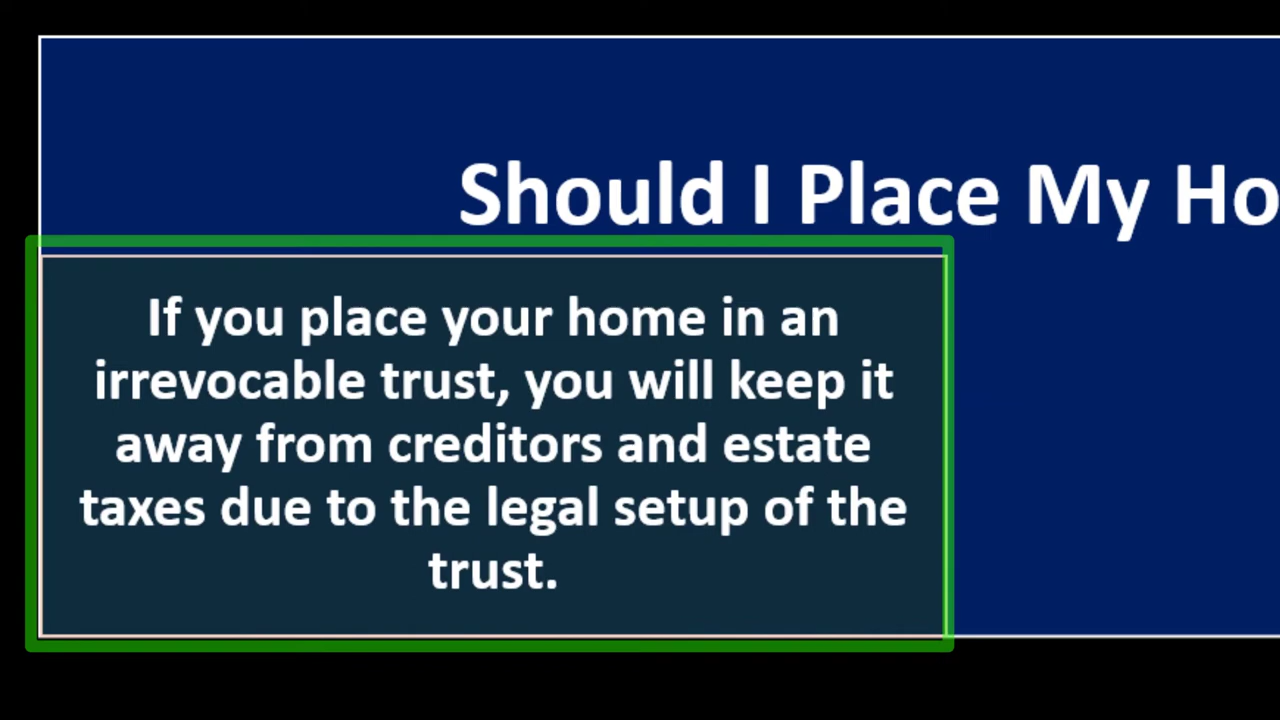 Should I Place My Ho
If you place your home in an
irrevocable trust, you will keep it
away from creditors and estate
taxes due to the legal setup of the
trust.